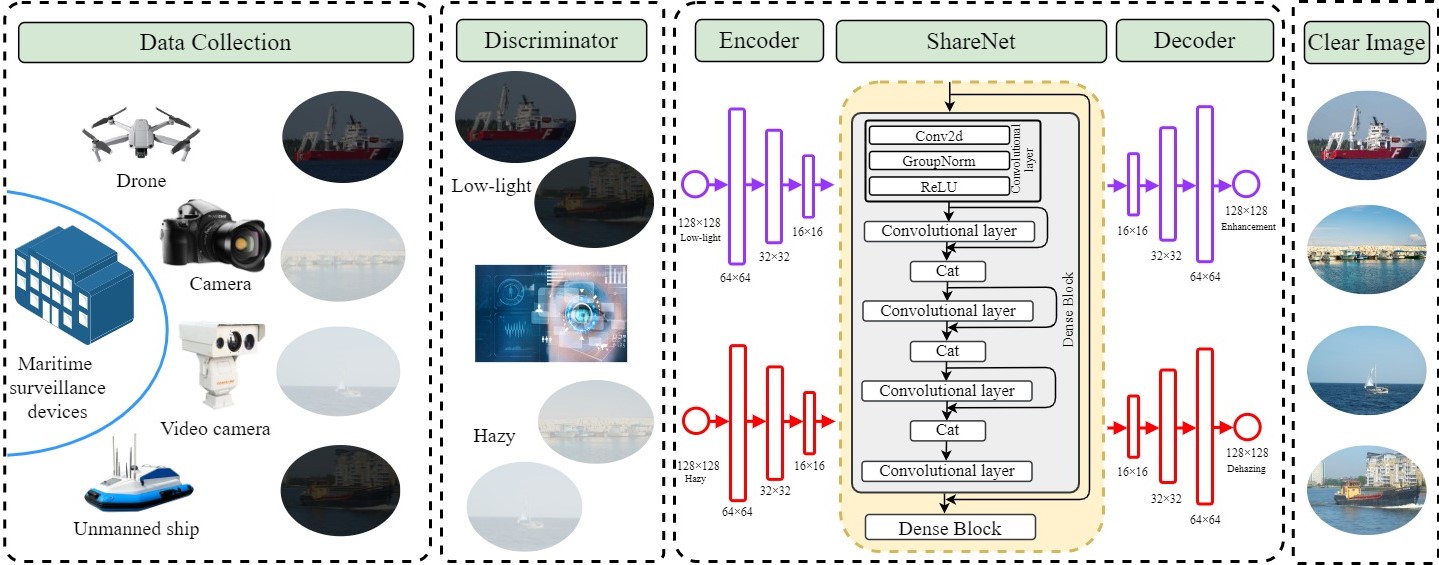 Data Collection
Drone
Camera
Maritime
surveillance
devices
Video camera
Unmanned ship
Discriminator
Low-light
Hazy
Encoder
ShareNet
Decoder
128×128
Low-light
64×64
32×32
16×16
128×128
Hazy
64×64
32×32
16×16
Conv2d
GroupNorm
ReLU
Convolutional
layer
Convolutional layer
Cat
Convolutional layer
Cat
Convolutional layer
Cat
Convolutional layer
Dense Block
Dense Block
16×16
32×32
64×64
128×128
Enhancement
16×16
32×32
64×64
128×128
Dehazing
Clear Image